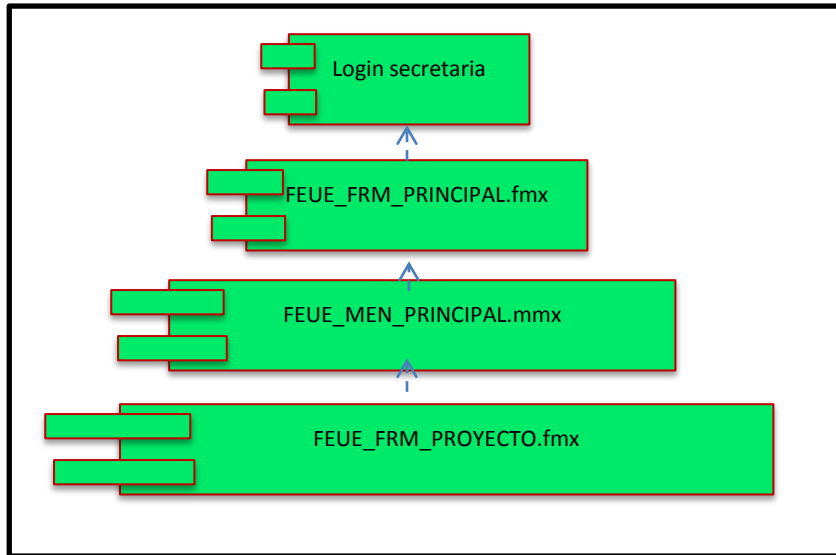 Login secretaria
FEUE_FRM_PRINCIPAL.fmx
FEUE_MEN_PRINCIPAL.mmx
FEUE_FRM_PROYECTO.fmx